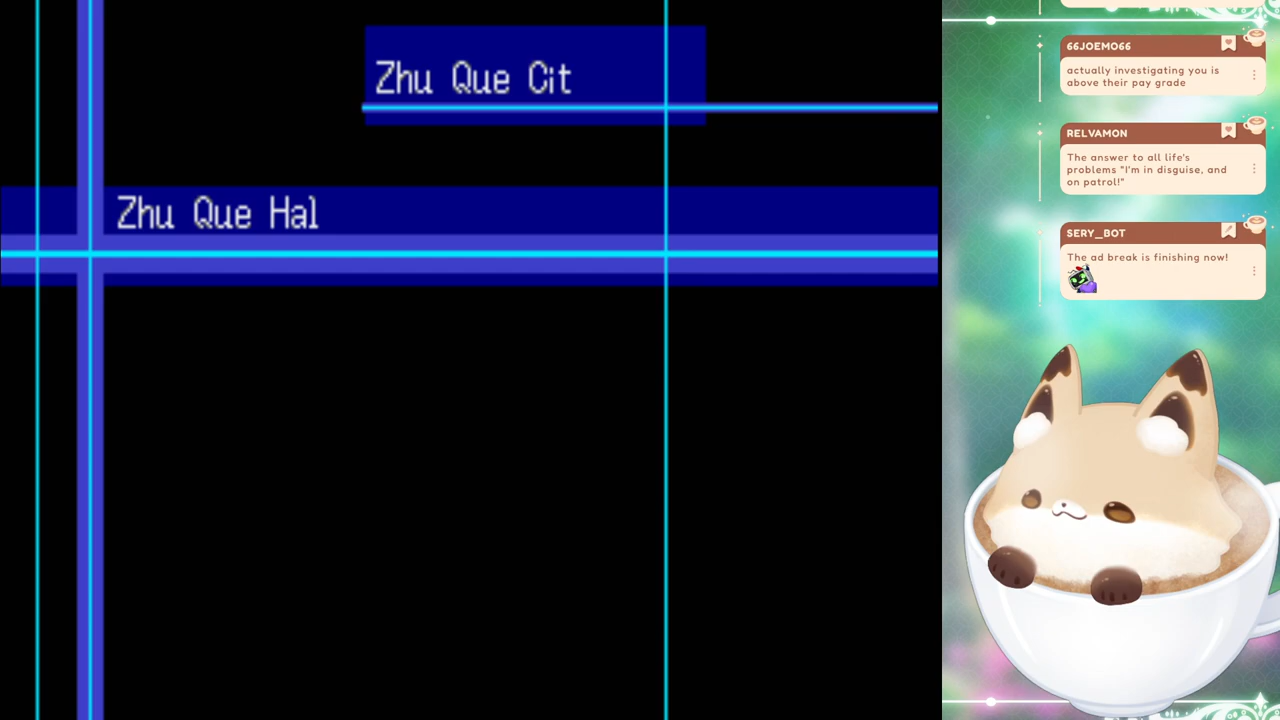 Zhu Que Cit
Zhu Que Hal
66JOEMO66
actually investigating you is
above their pay grade
RELVAMON
The answer to all life's
problems "I'm in disguise, and
on patrol!"
SERY_BOT
The ad break is finishing now!